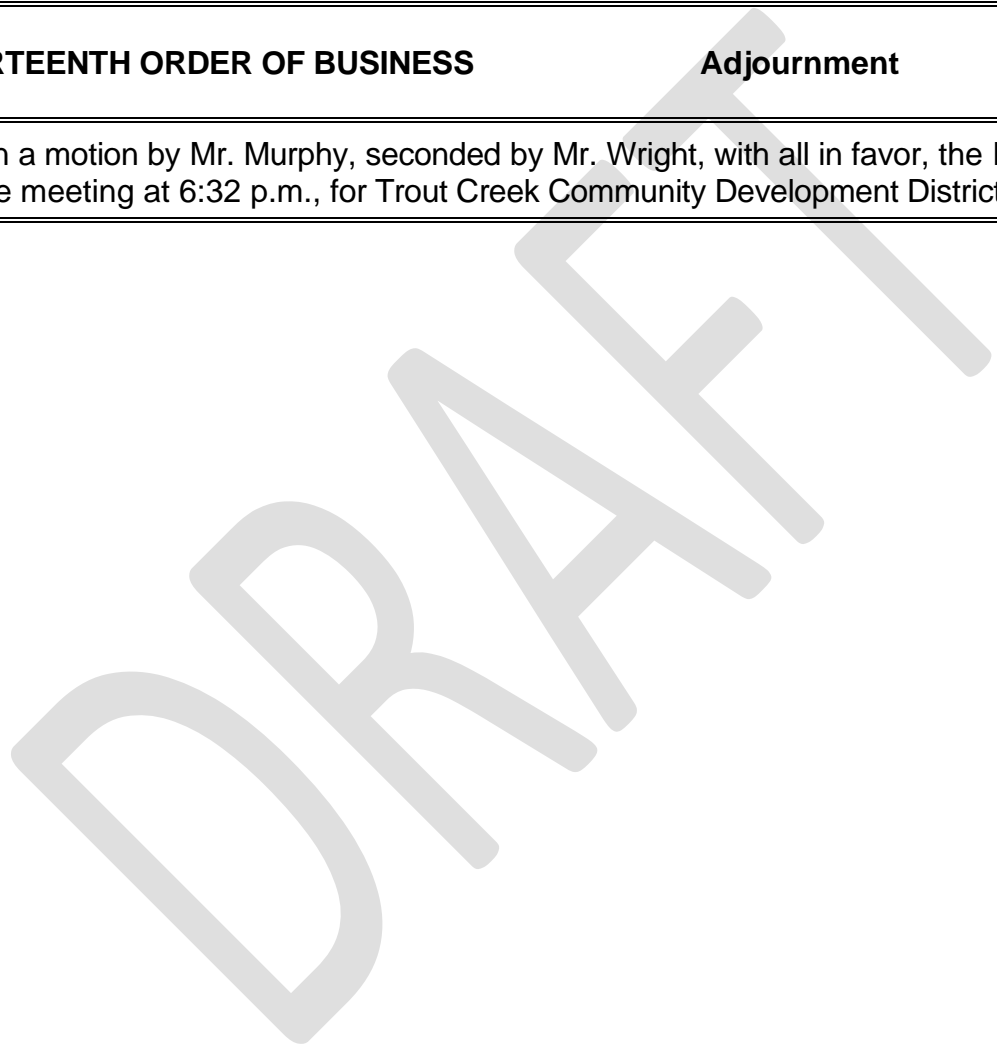 RTEENTH ORDER OF BUSINESS Adjournment
n a motion by Mr. Murphy, seconded by Mr. Wright, with all in favor, the
e meeting at 6:32 p.m., for Trout Creek Community Development District
DRAFT